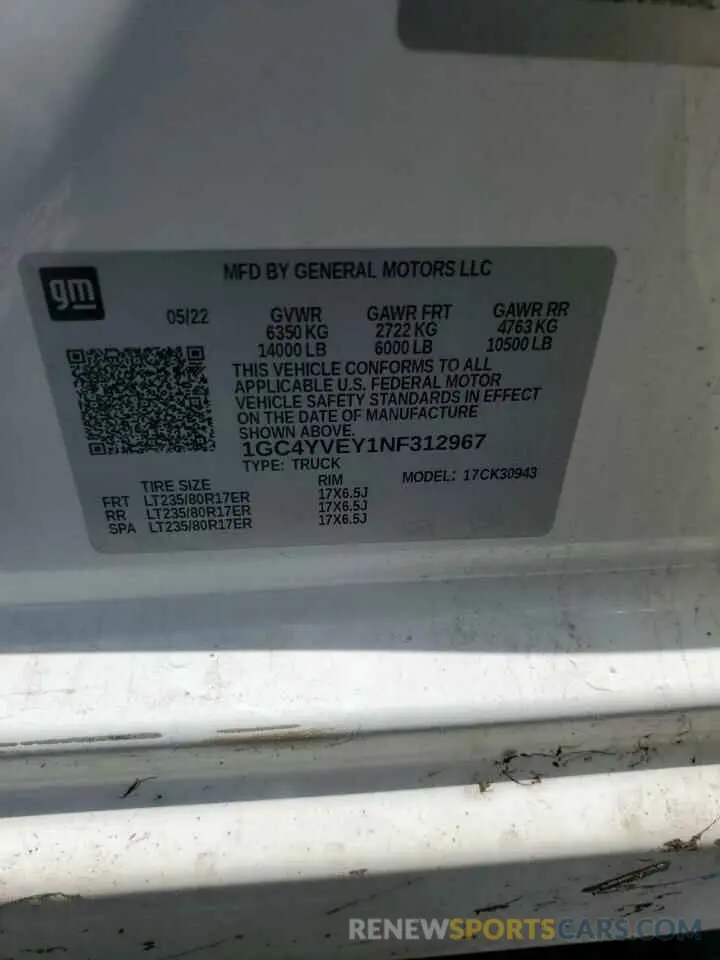 MFD BY GENERAL MOTORS LLC
gm
05/22
GVWR GAWR FRT GAWR RR
6350 KG 2722 KG 4763 KG
14000 LB 6000 LB 10500 LB
THIS VEHICLE CONFORMS TO ALL
APPLICABLE U.S. FEDERAL MOTOR
VEHICLE SAFETY STANDARDS IN EFFECT
ON THE DATE OF MANUFACTURE
SHOWN ABOVE.
1GC4YVEY1NF312967
TYPE: TRUCK MODEL: 17CK30943
TIRE SIZE RIM
FRT LT235/80R17ER 17X6.5J
RR LT235/80R17ER 17X6.5J
SPA LT235/80R17ER 17X6.5J
RENEWSPORTSCARS.COM